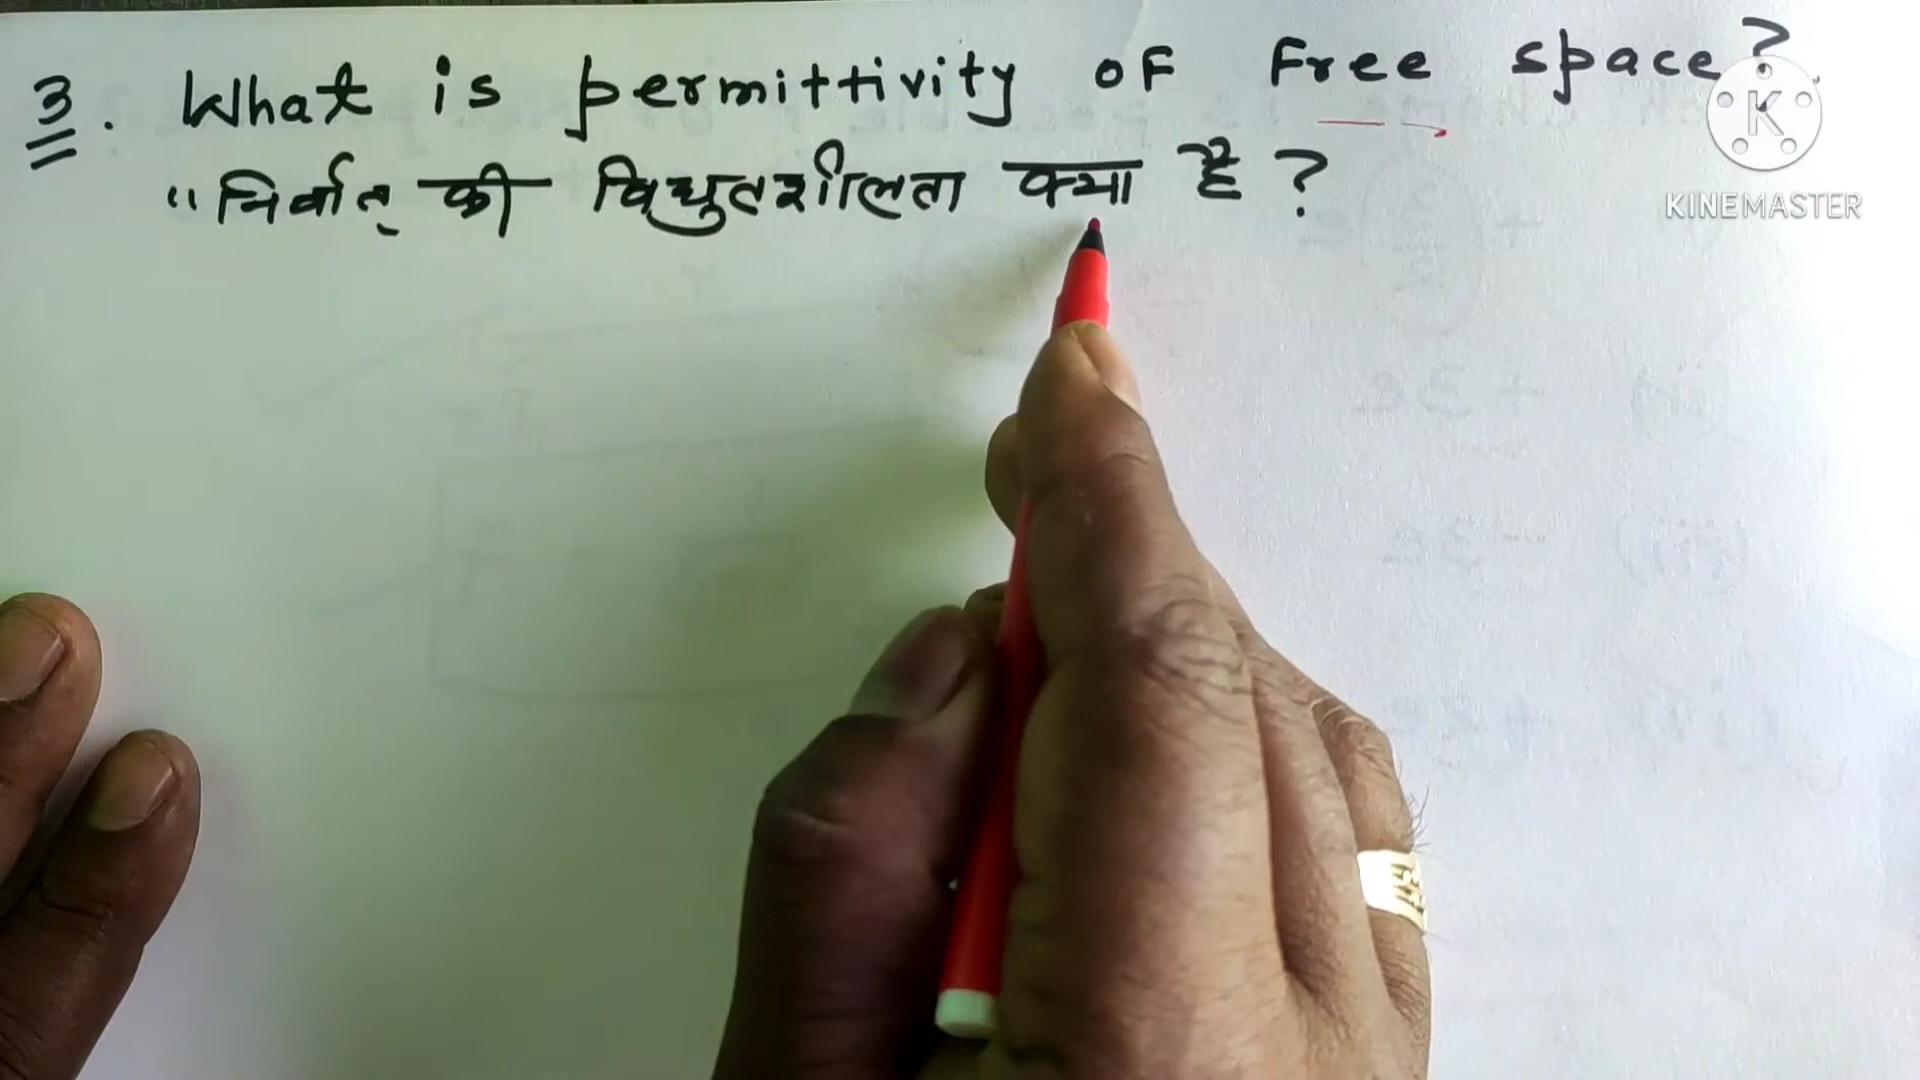 3. What is permittivity of Free space?
"निर्वात् की विद्युतशीलता क्या है ?
K
KINEMASTER